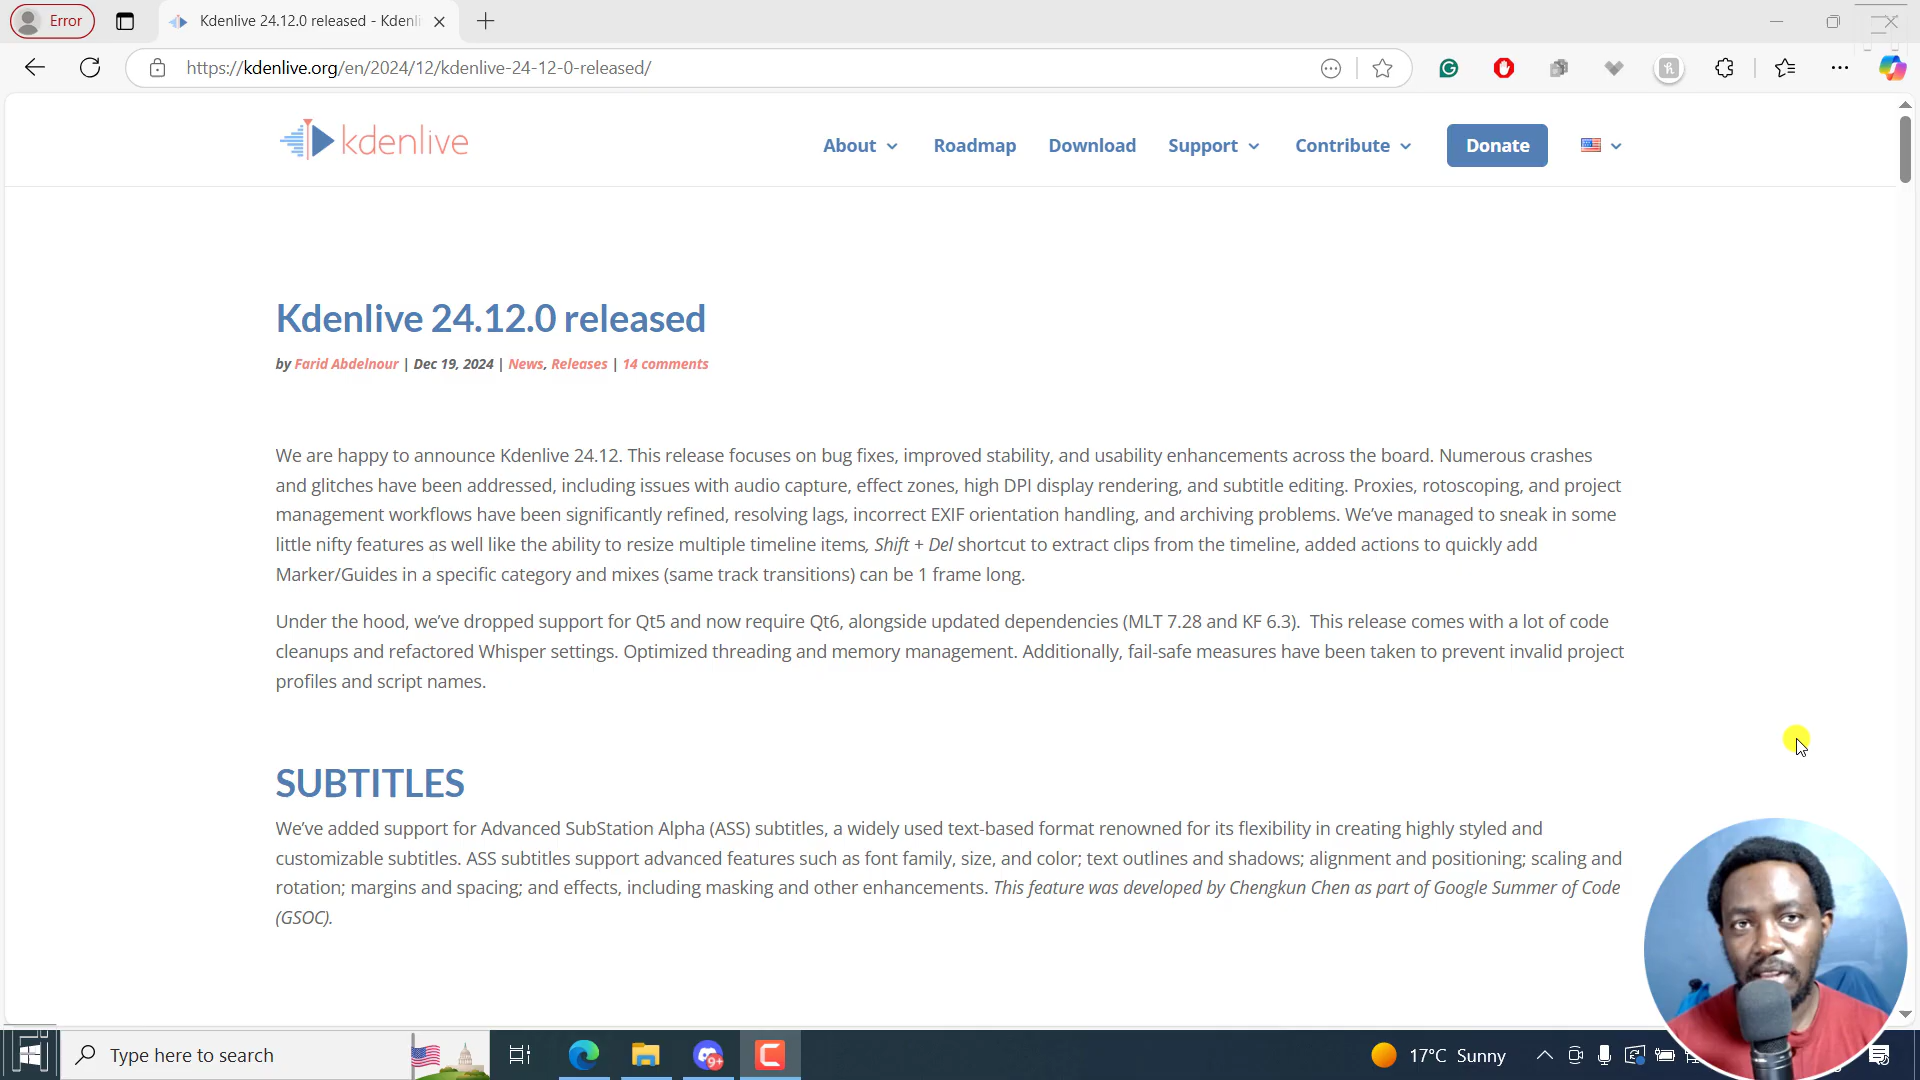 Error
Kdenlive 24.12.0 released - Kdenli
https://kdenlive.org/en/2024/12/kdenlive-24-12-0-released/
kdenlive
About
Roadmap
Download
Support
Contribute
Donate
Kdenlive 24.12.0 released
by Farid Abdelnour | Dec 19, 2024 | News, Releases | 14 comments
We are happy to announce Kdenlive 24.12. This release focuses on bug fixes, improved stability, and usability enhancements across the board. Numerous crashes
and glitches have been addressed, including issues with audio capture, effect zones, high DPI display rendering, and subtitle editing. Proxies, rotoscoping, and project
management workflows have been significantly refined, resolving lags, incorrect EXIF orientation handling, and archiving problems. We’ve managed to sneak in some
little nifty features as well like the ability to resize multiple timeline items, Shift + Del shortcut to extract clips from the timeline, added actions to quickly add
Marker/Guides in a specific category and mixes (same track transitions) can be 1 frame long.
Under the hood, we’ve dropped support for Qt5 and now require Qt6, alongside updated dependencies (MLT 7.28 and KF 6.3).  This release comes with a lot of code
cleanups and refactored Whisper settings. Optimized threading and memory management. Additionally, fail-safe measures have been taken to prevent invalid project
profiles and script names.
SUBTITLES
We’ve added support for Advanced SubStation Alpha (ASS) subtitles, a widely used text-based format renowned for its flexibility in creating highly styled and
customizable subtitles. ASS subtitles support advanced features such as font family, size, and color; text outlines and shadows; alignment and positioning; scaling and
rotation; margins and spacing; and effects, including masking and other enhancements. This feature was developed by Chengkun Chen as part of Google Summer of Code
(GSOC).
Type here to search
9+
17°C Sunny